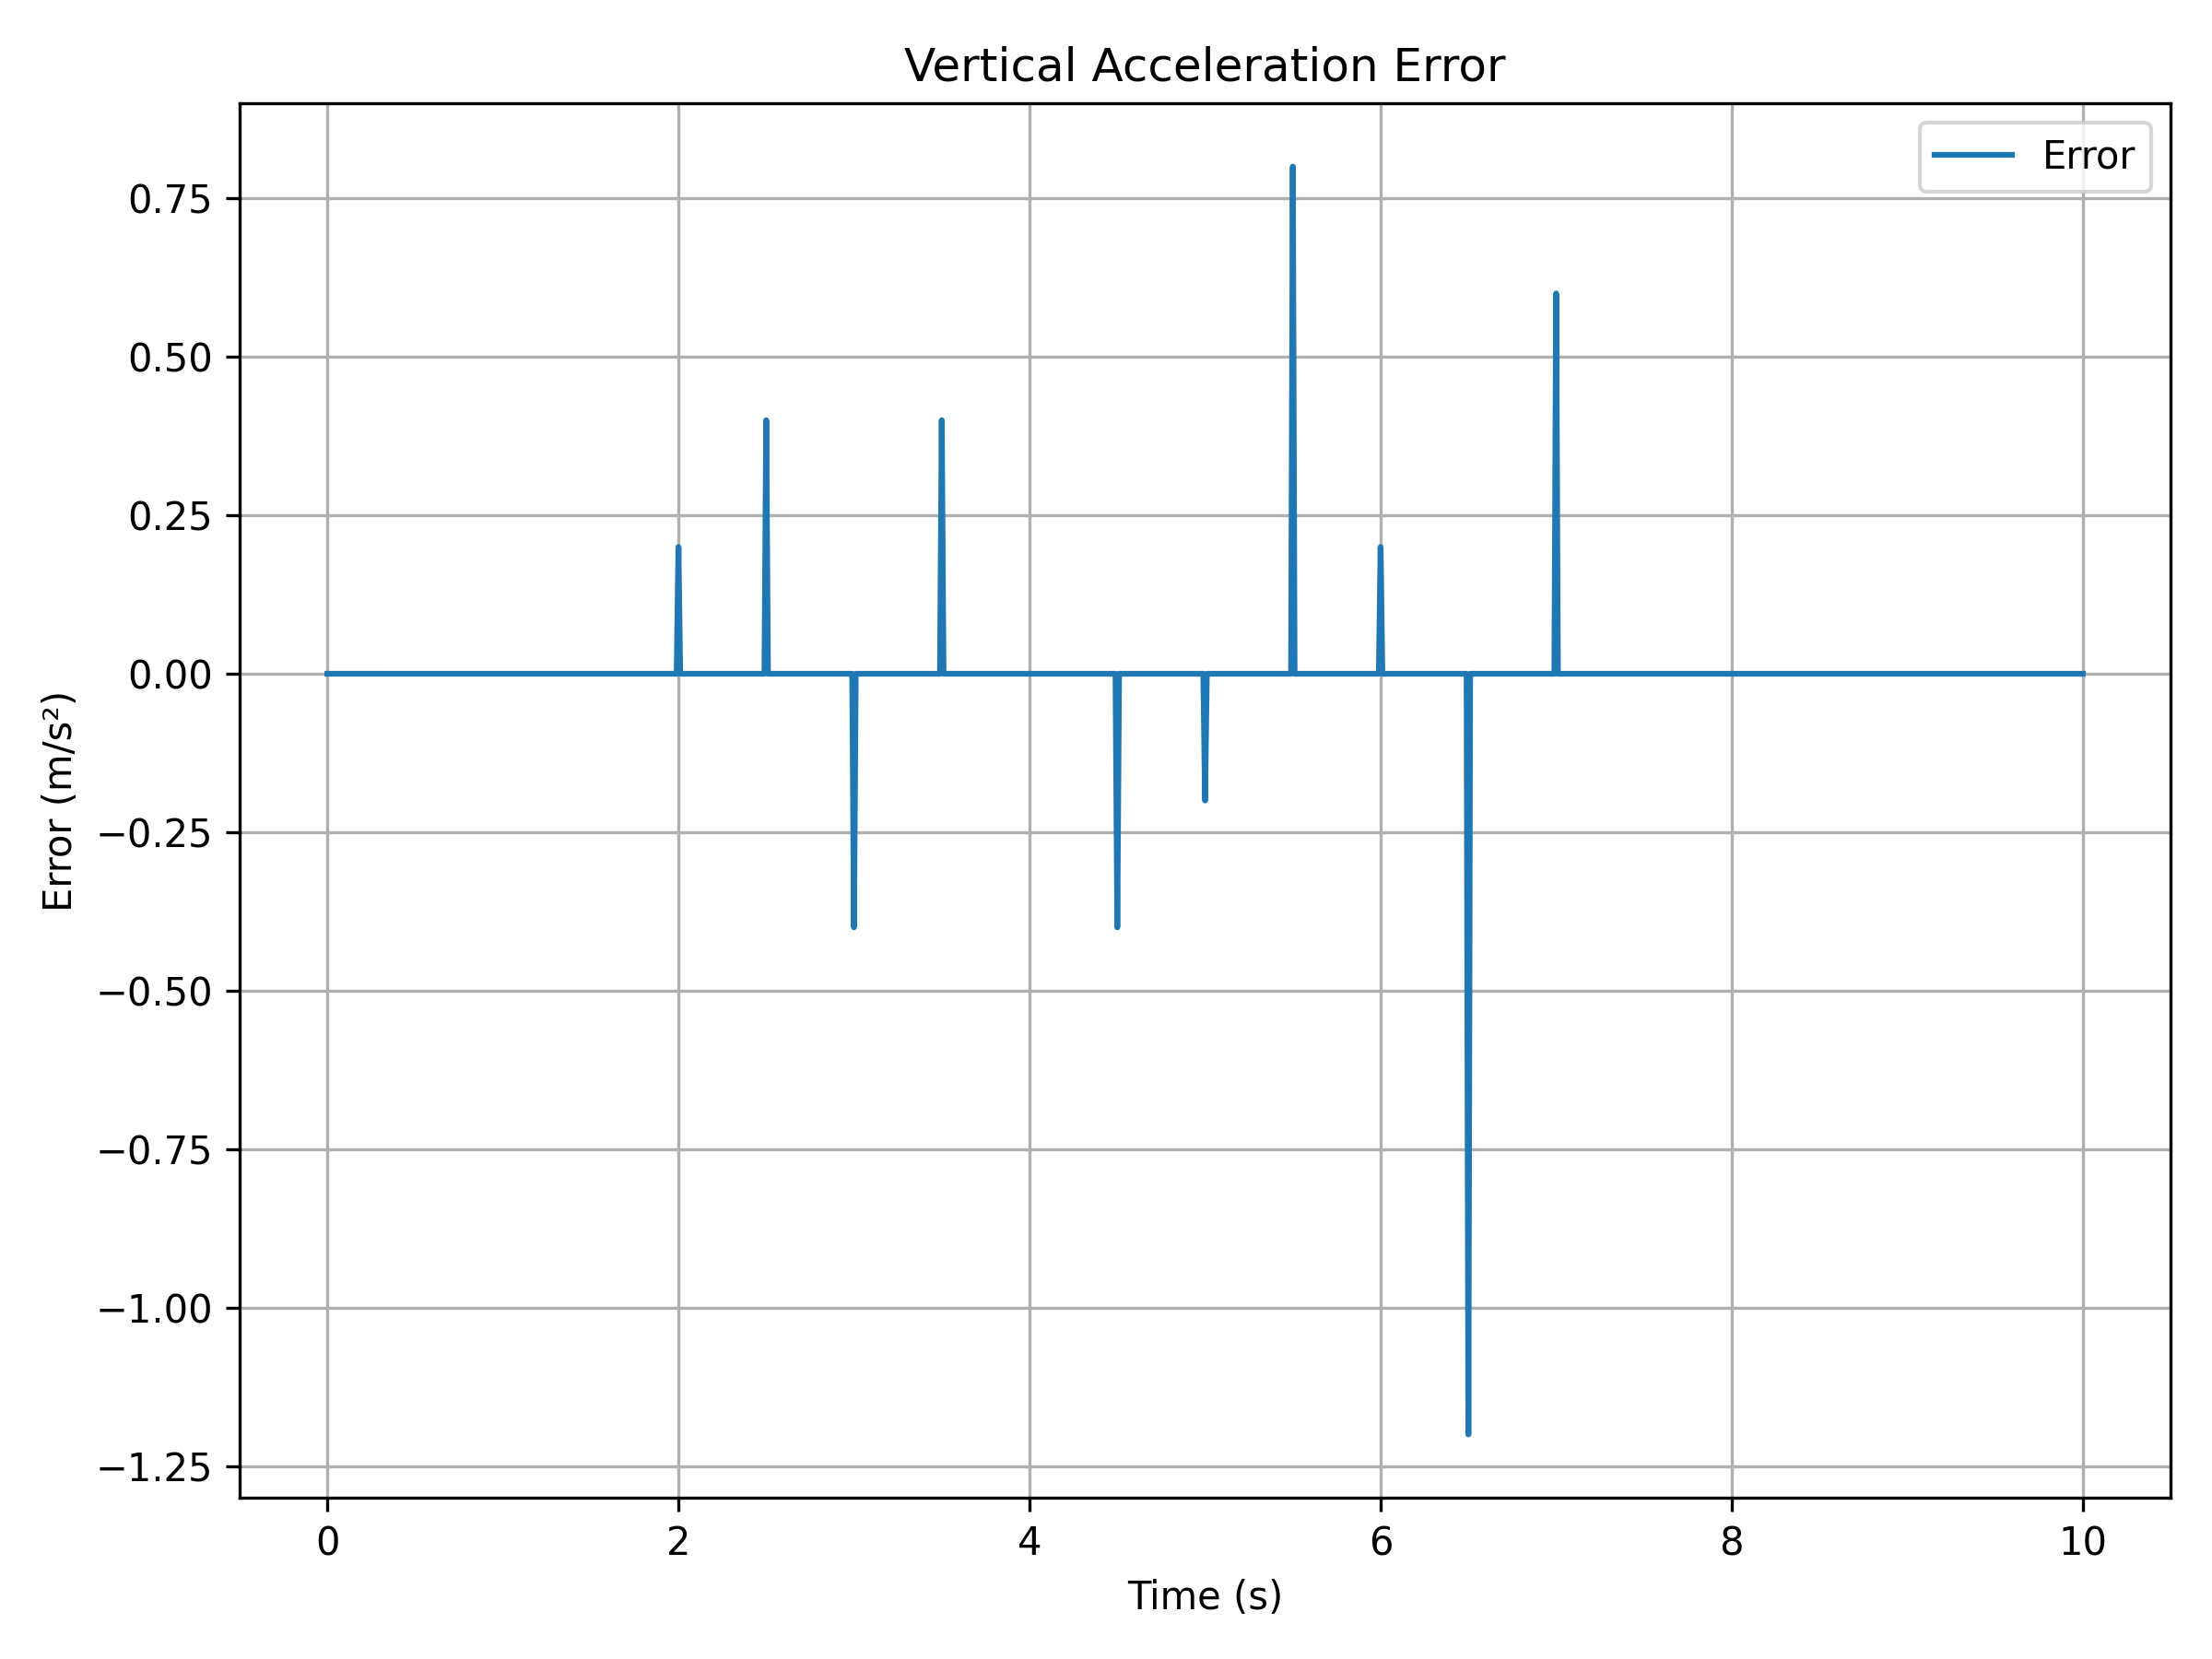 Vertical Acceleration Error
Error
0.75
0.50
0.25
0.00
−0.25
−0.50
−0.75
−1.00
−1.25
Error (m/s²)
0 2 4 6 8 10
Time (s)